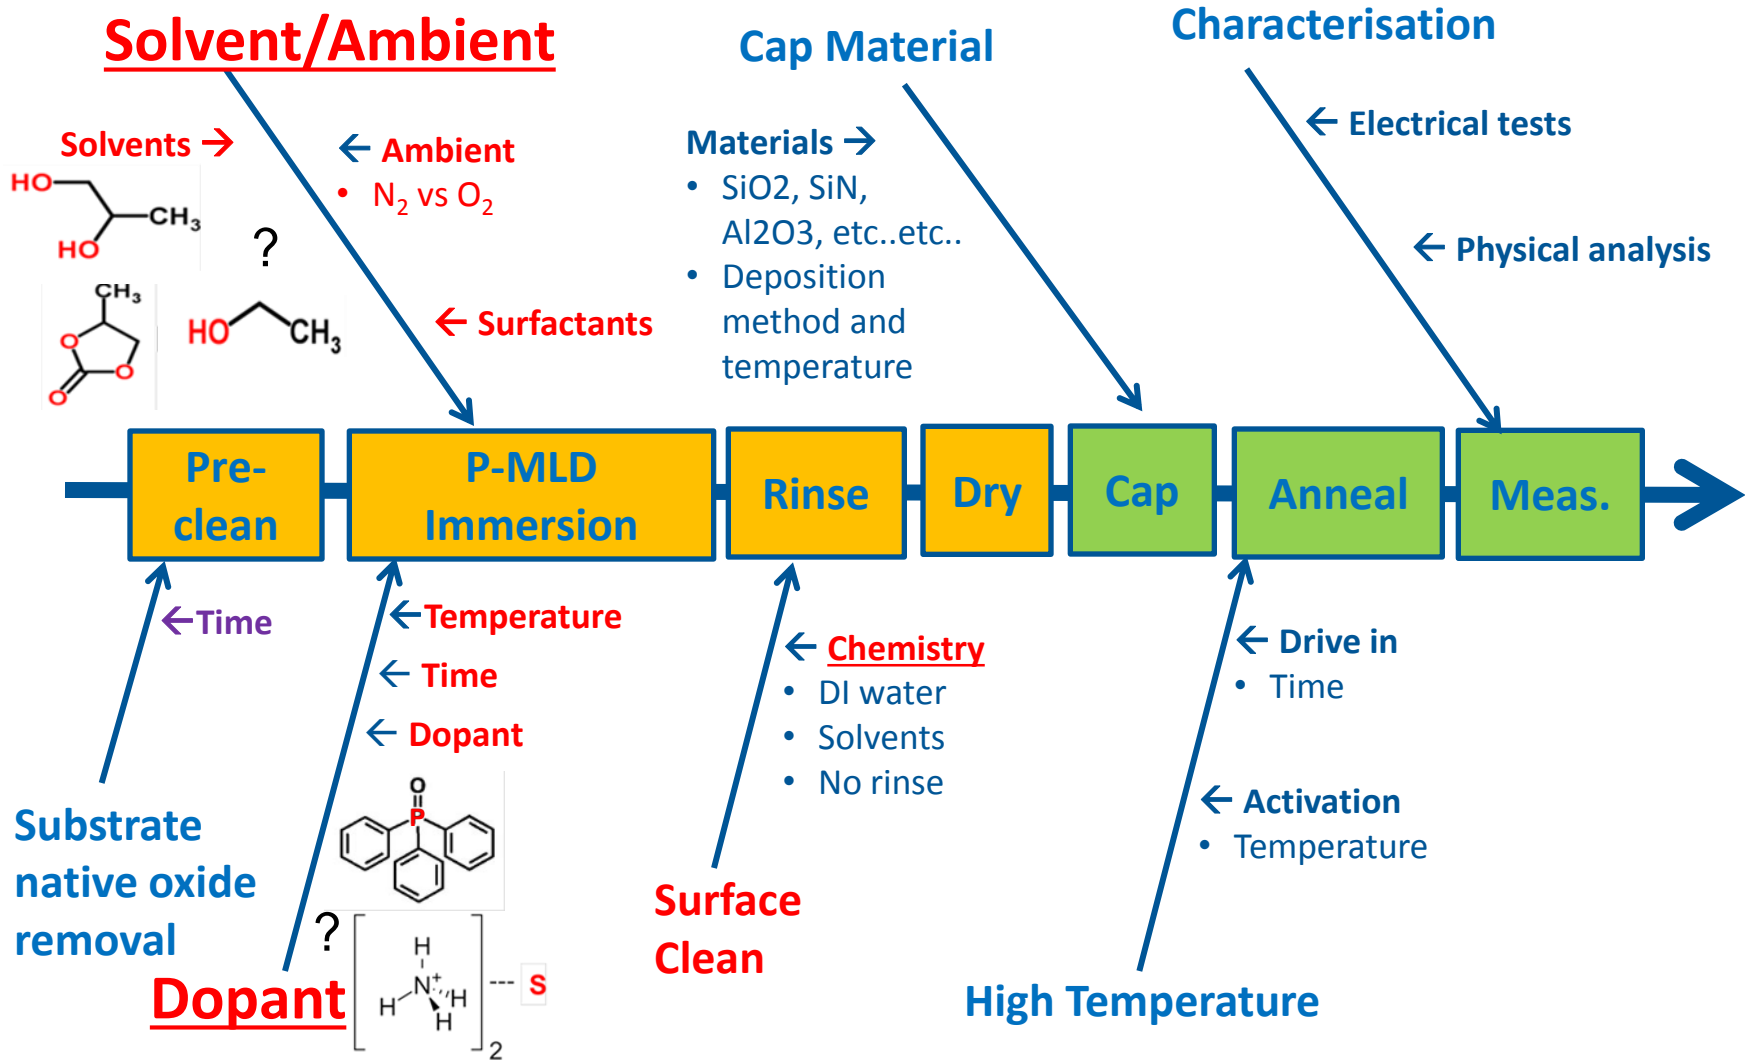 Solvent/Ambient
Cap Material
Characterisation
Solvents →
← Ambient
• N₂ vs O₂
← Surfactants
HO
CH₃
HO
?
CH₃
O
O
O
HO
CH₃
Materials →
• SiO2, SiN,
Al2O3, etc..etc..
• Deposition
method and
temperature
← Electrical tests
← Physical analysis
Pre-
clean
P-MLD
Immersion
Rinse
Dry
Cap
Anneal
Meas.
←Time
←Temperature
← Time
← Dopant
O
P
?
H
N⁺
H
H
H
2
--- S
Substrate
native oxide
removal
Dopant
← Chemistry
• DI water
• Solvents
• No rinse
Surface
Clean
← Drive in
• Time
← Activation
• Temperature
High Temperature